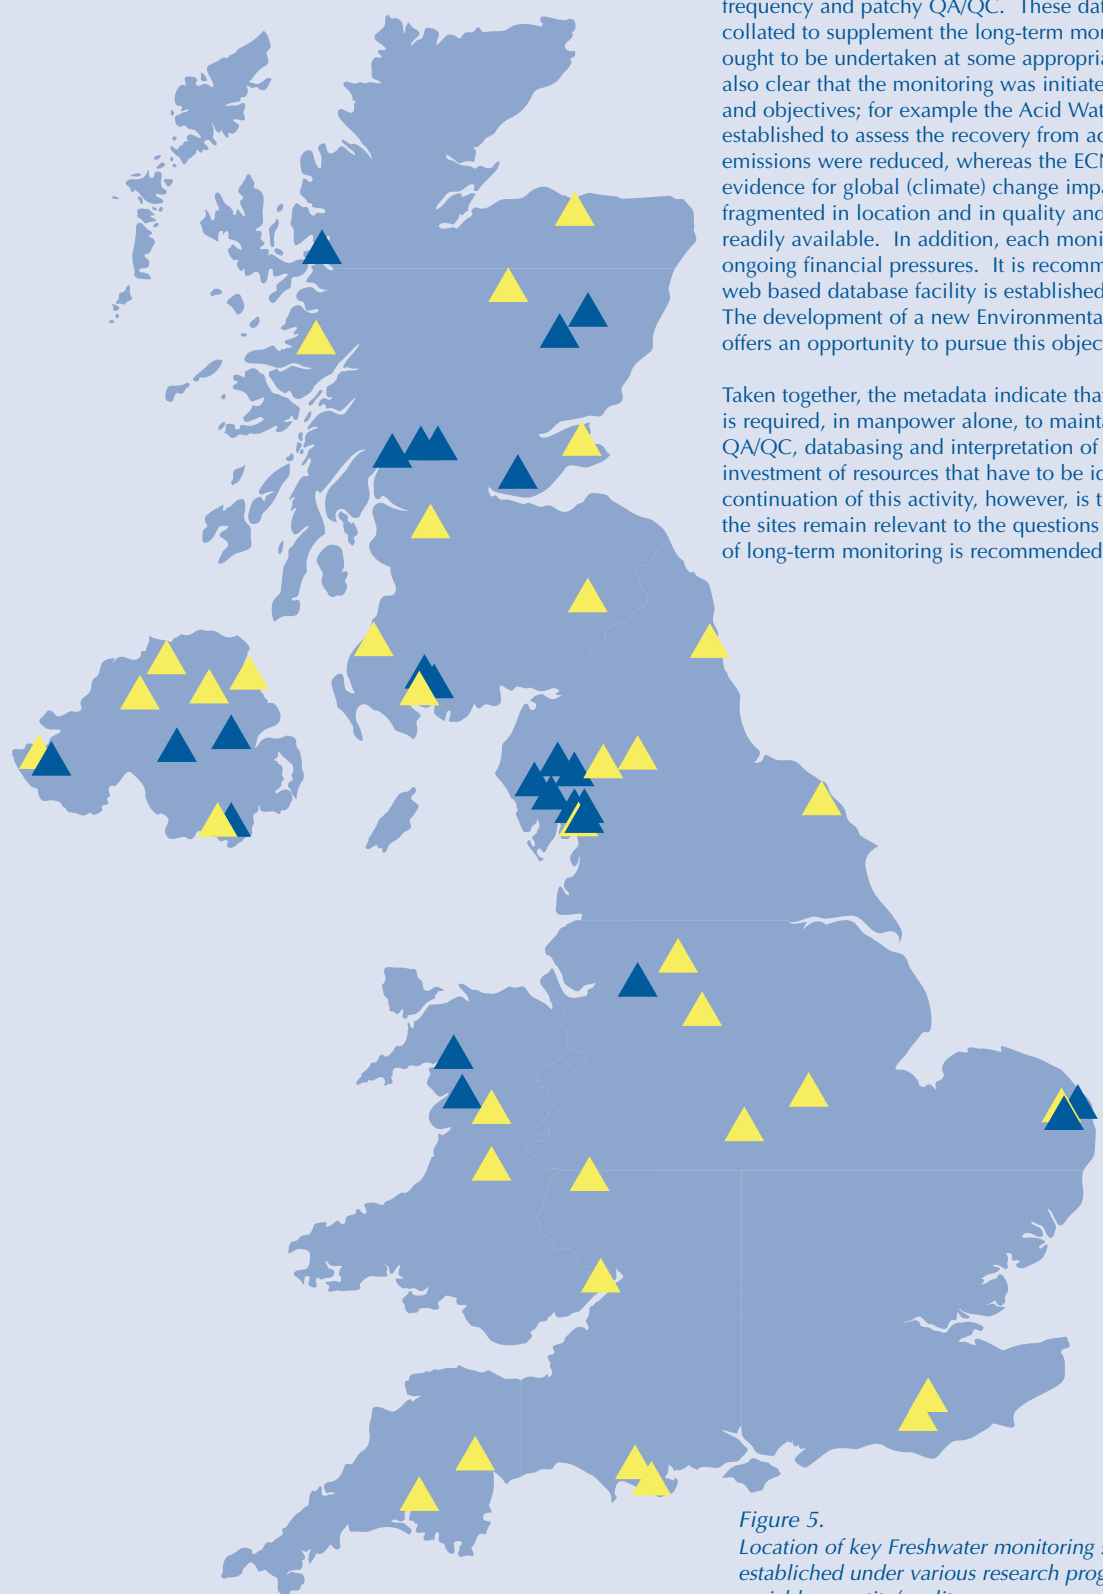 frequency and patchy QA/QC. These dat
collated to supplement the long-term mor
ought to be undertaken at some appropria
also clear that the monitoring was initiate
and objectives; for example the Acid Wat
established to assess the recovery from ac
emissions were reduced, whereas the ECN
evidence for global (climate) change impa
fragmented in location and in quality and
readily available. In addition, each moni
ongoing financial pressures. It is recomm
web based database facility is established
The development of a new Environmenta
offers an opportunity to pursue this objec
Taken together, the metadata indicate tha
is required, in manpower alone, to maint
QA/QC, databasing and interpretation of
investment of resources that have to be ic
continuation of this activity, however, is t
the sites remain relevant to the questions
of long-term monitoring is recommended
Figure 5.
Location of key Freshwater monitoring s
establiched under various research prog